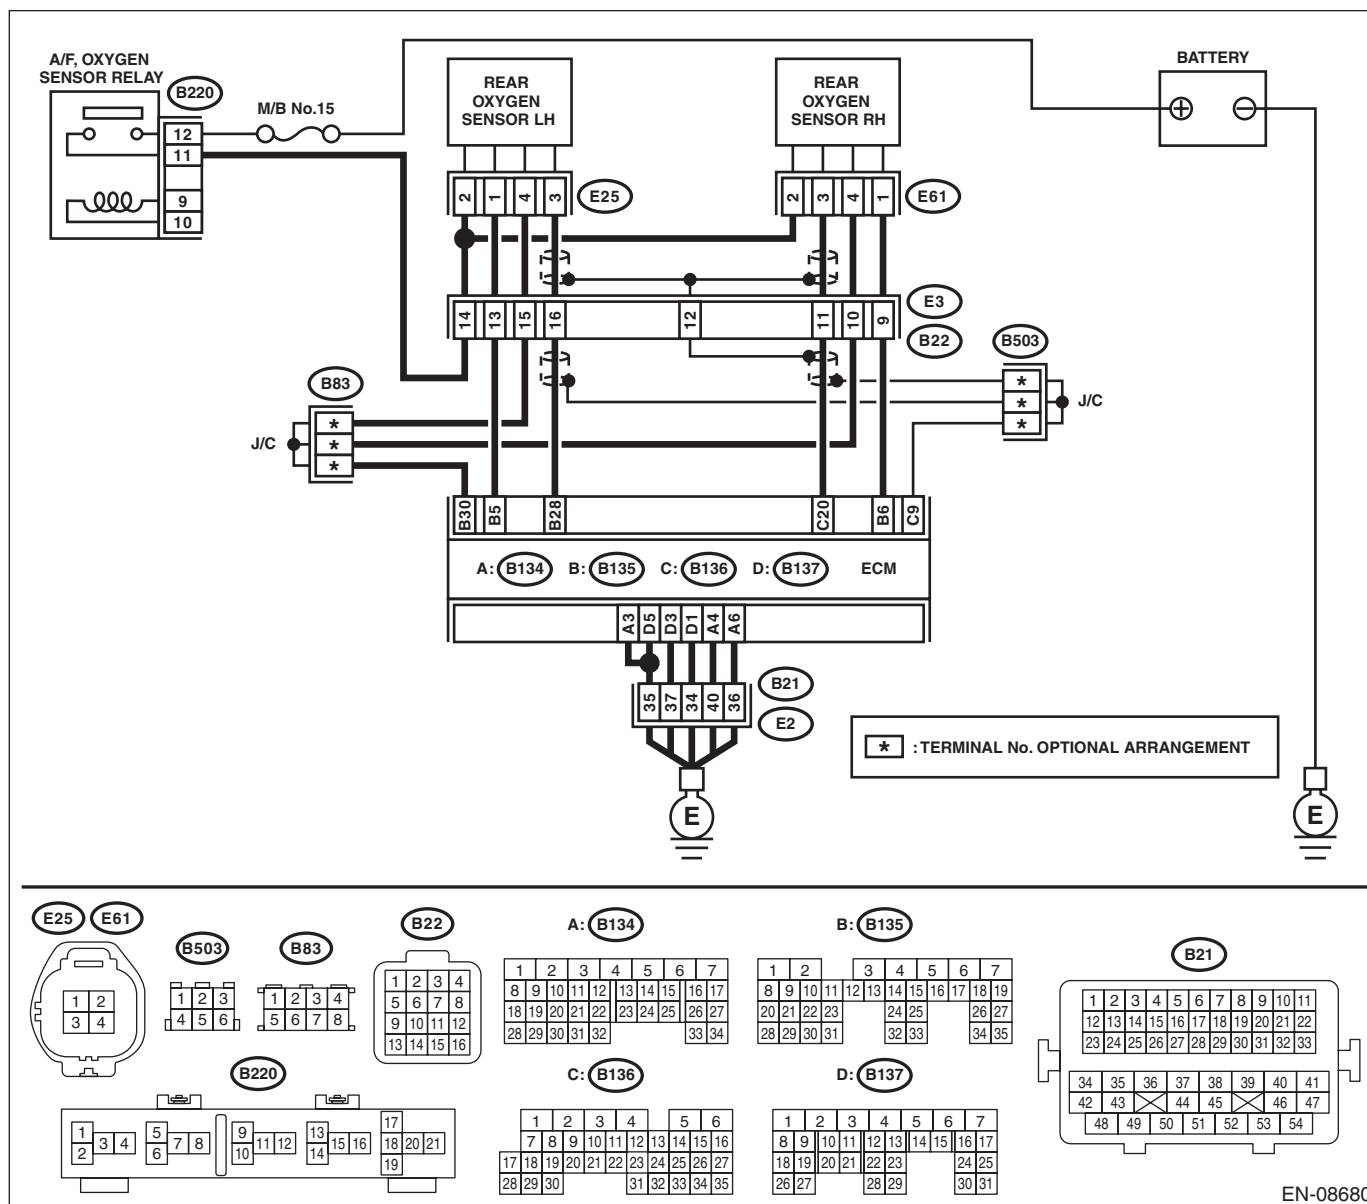 A/F, OXYGEN
SENSOR RELAY
B220
12
11
9
10
M/B No.15
REAR
OXYGEN
SENSOR LH
REAR
OXYGEN
SENSOR RH
BATTERY
2 1 4 3
E25
2 3 4 1
E61
14 13 15 16 12 11 10 9
E3
B22
B503
*
*
*
J/C
B83
*
*
*
J/C
B30 B5 B28 C20 B6 C9
A: B134 B: B135 C: B136 D: B137 ECM
A3 D5 D3 D1 A4 A6
35 37 34 40 36
B21
E2
* : TERMINAL No. OPTIONAL ARRANGEMENT
E
E
E25 E61
1 2
3 4
B503
1 2 3
4 5 6
B83
1 2 3 4
5 6 7 8
B22
1 2 3 4
5 6 7 8
9 10 11 12
13 14 15 16
A: B134
1 2 3 4 5 6 7
8 9 10 11 12 13 14 15 16 17
18 19 20 21 22 23 24 25 26 27
28 29 30 31 32 33 34
B: B135
1 2 3 4 5 6 7
8 9 10 11 12 13 14 15 16 17 18 19
20 21 22 23 24 25 26 27
28 29 30 31 32 33 34 35
B21
1 2 3 4 5 6 7 8 9 10 11
12 13 14 15 16 17 18 19 20 21 22
23 24 25 26 27 28 29 30 31 32 33
34 35 36 37 38 39 40 41
42 43 44 45 46 47
48 49 50 51 52 53 54
B220
1 2 3 4 5 6 7 8 9 10 11 12 13 14 15 16 17 18 19 20 21
C: B136
1 2 3 4 5 6
7 8 9 10 11 12 13 14 15 16
17 18 19 20 21 22 23 24 25 26 27
28 29 30 31 32 33 34 35
D: B137
1 2 3 4 5 6 7
8 9 10 11 12 13 14 15 16 17
18 19 20 21 22 23 24 25
26 27 28 29 30 31
EN-08680